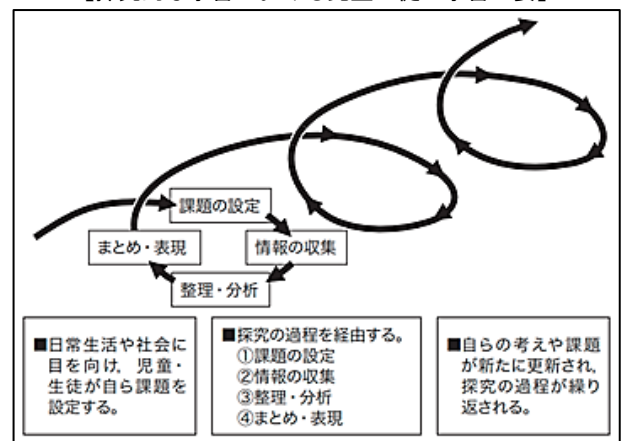 課題の設定
まとめ・表現
情報の収集
整理・分析
■日常生活や社会に
目を向け，児童・
生徒が自ら課題を
設定する。
■探究の過程を経由する。
①課題の設定
②情報の収集
③整理・分析
④まとめ・表現
■自らの考えや課題
が新たに更新され，
探究の過程が繰り
返される。